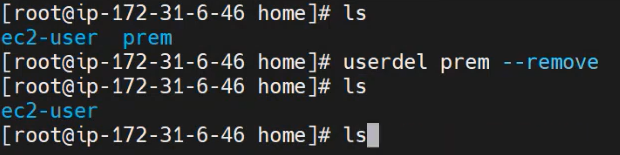 [root@ip-172-31-6-46 home]# ls
ec2-user  prem
[root@ip-172-31-6-46 home]# userdel prem --remove
[root@ip-172-31-6-46 home]# ls
ec2-user
[root@ip-172-31-6-46 home]# ls